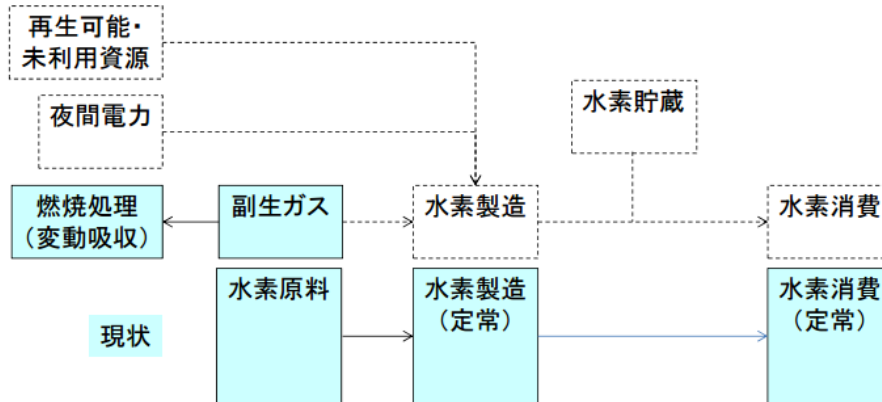 再生可能・
未利用資源
夜間電力
水素貯蔵
燃焼処理
（変動吸収）
副生ガス
水素製造
水素消費
水素原料
水素製造
（定常）
水素消費
（定常）
現状